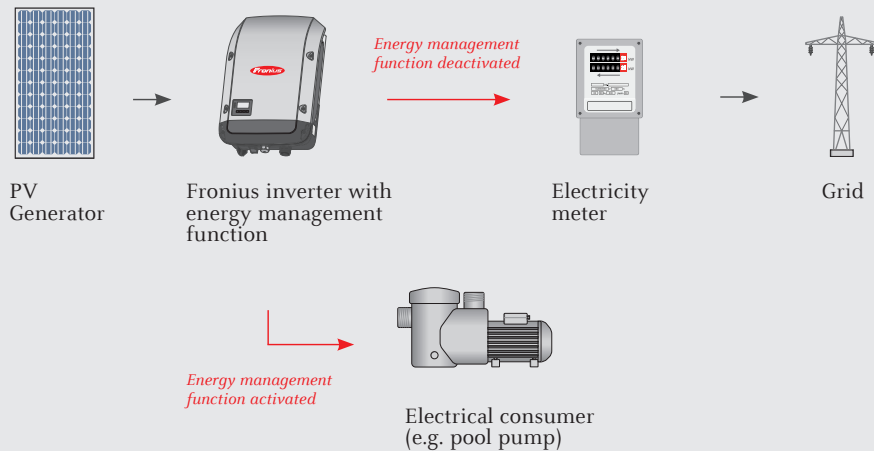 Energy management
function deactivated
Fronius
PV
Generator
Fronius inverter with
energy management
function
Electricity
meter
Grid
Energy management
function activated
Electrical consumer
(e.g. pool pump)